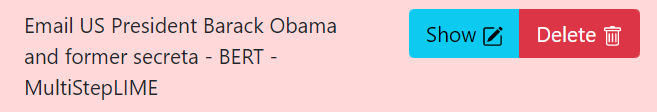 Email US President Barack Obama
and former secreta - BERT -
MultiStepLIME
Show
Delete